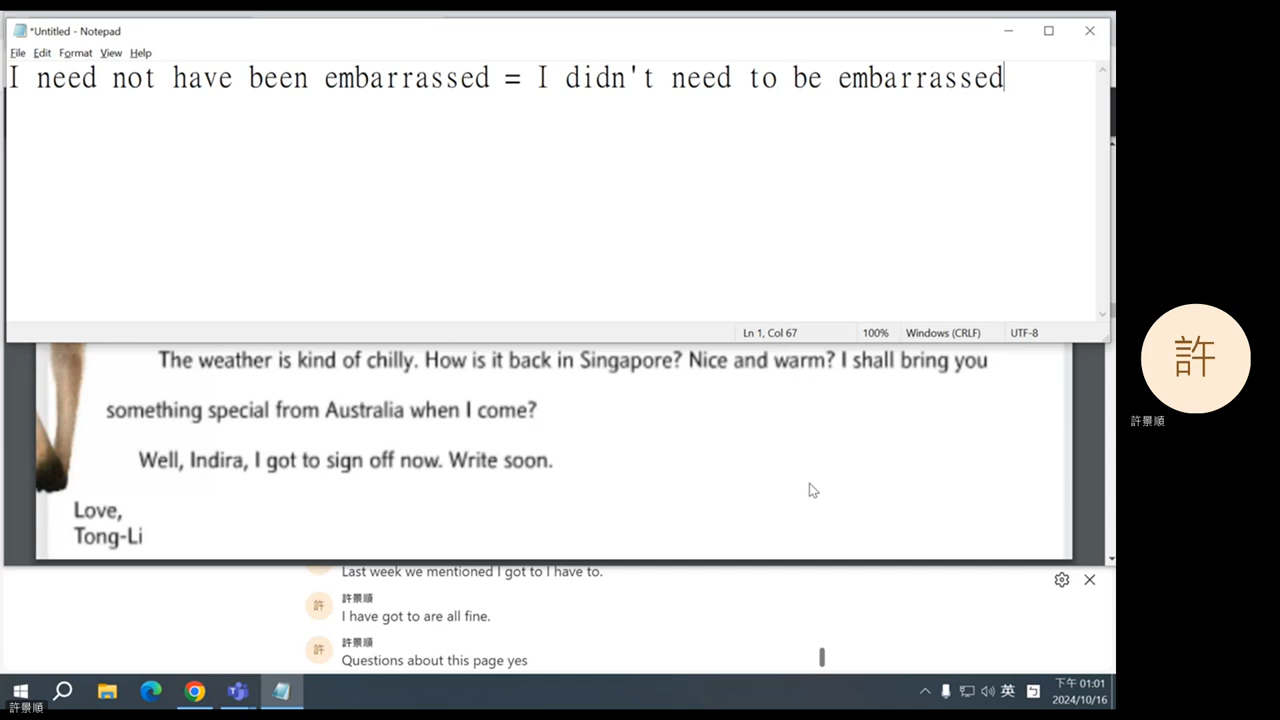 *Untitled - Notepad
File Edit Format View Help
I need not have been embarrassed = I didn't need to be embarrassed
Ln 1, Col 67 100% Windows (CRLF) UTF-8
The weather is kind of chilly. How is it back in Singapore? Nice and warm? I shall bring you
something special from Australia when I come?
Well, Indira, I got to sign off now. Write soon.
Love,
Tong-Li
Last week we mentioned I got to I have to.
許 許景順
I have got to are all fine.
許 許景順
Questions about this page yes
許
許景順
英 ㄅ 下午 01:01
2024/10/16
許景順